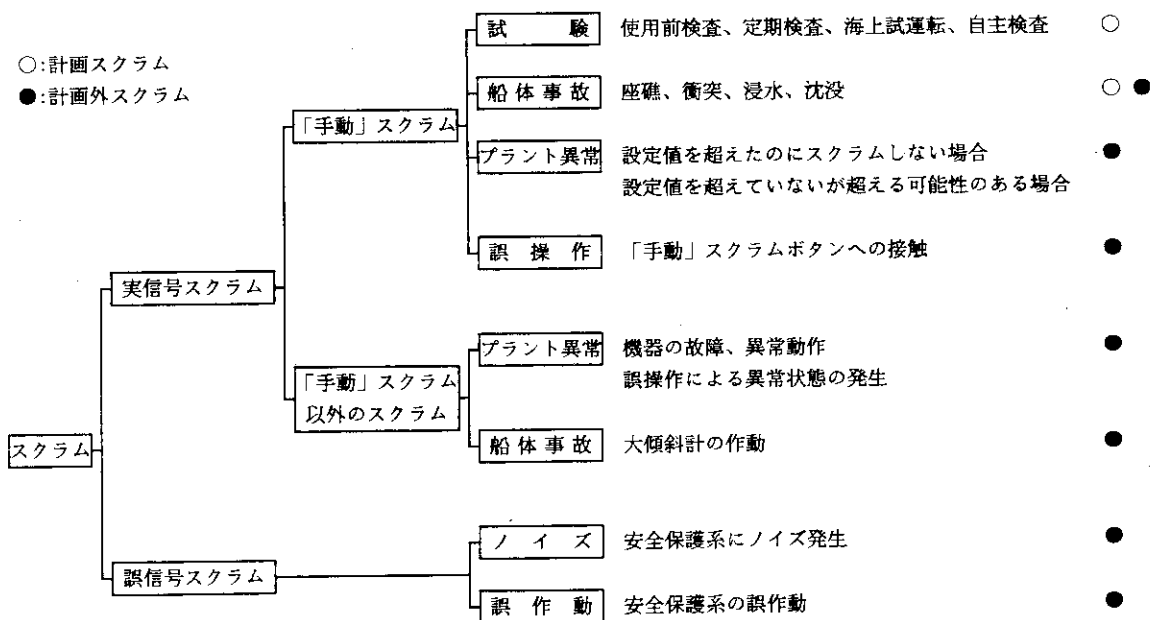 ○:計画スクラム
●:計画外スクラム
スクラム
実信号スクラム
「手動」スクラム
試験 使用前検査、定期検査、海上試運転、自主検査 ○
船体事故 座礁、衝突、浸水、沈没 ○ ●
プラント異常 設定値を超えたのにスクラムしない場合 ●
設定値を超えていないが超える可能性のある場合
誤操作 「手動」スクラムボタンへの接触 ●
「手動」スクラム
以外のスクラム
プラント異常 機器の故障、異常動作 ●
誤操作による異常状態の発生
船体事故 大傾斜計の作動 ●
誤信号スクラム
ノイズ 安全保護系にノイズ発生 ●
誤作動 安全保護系の誤作動 ●